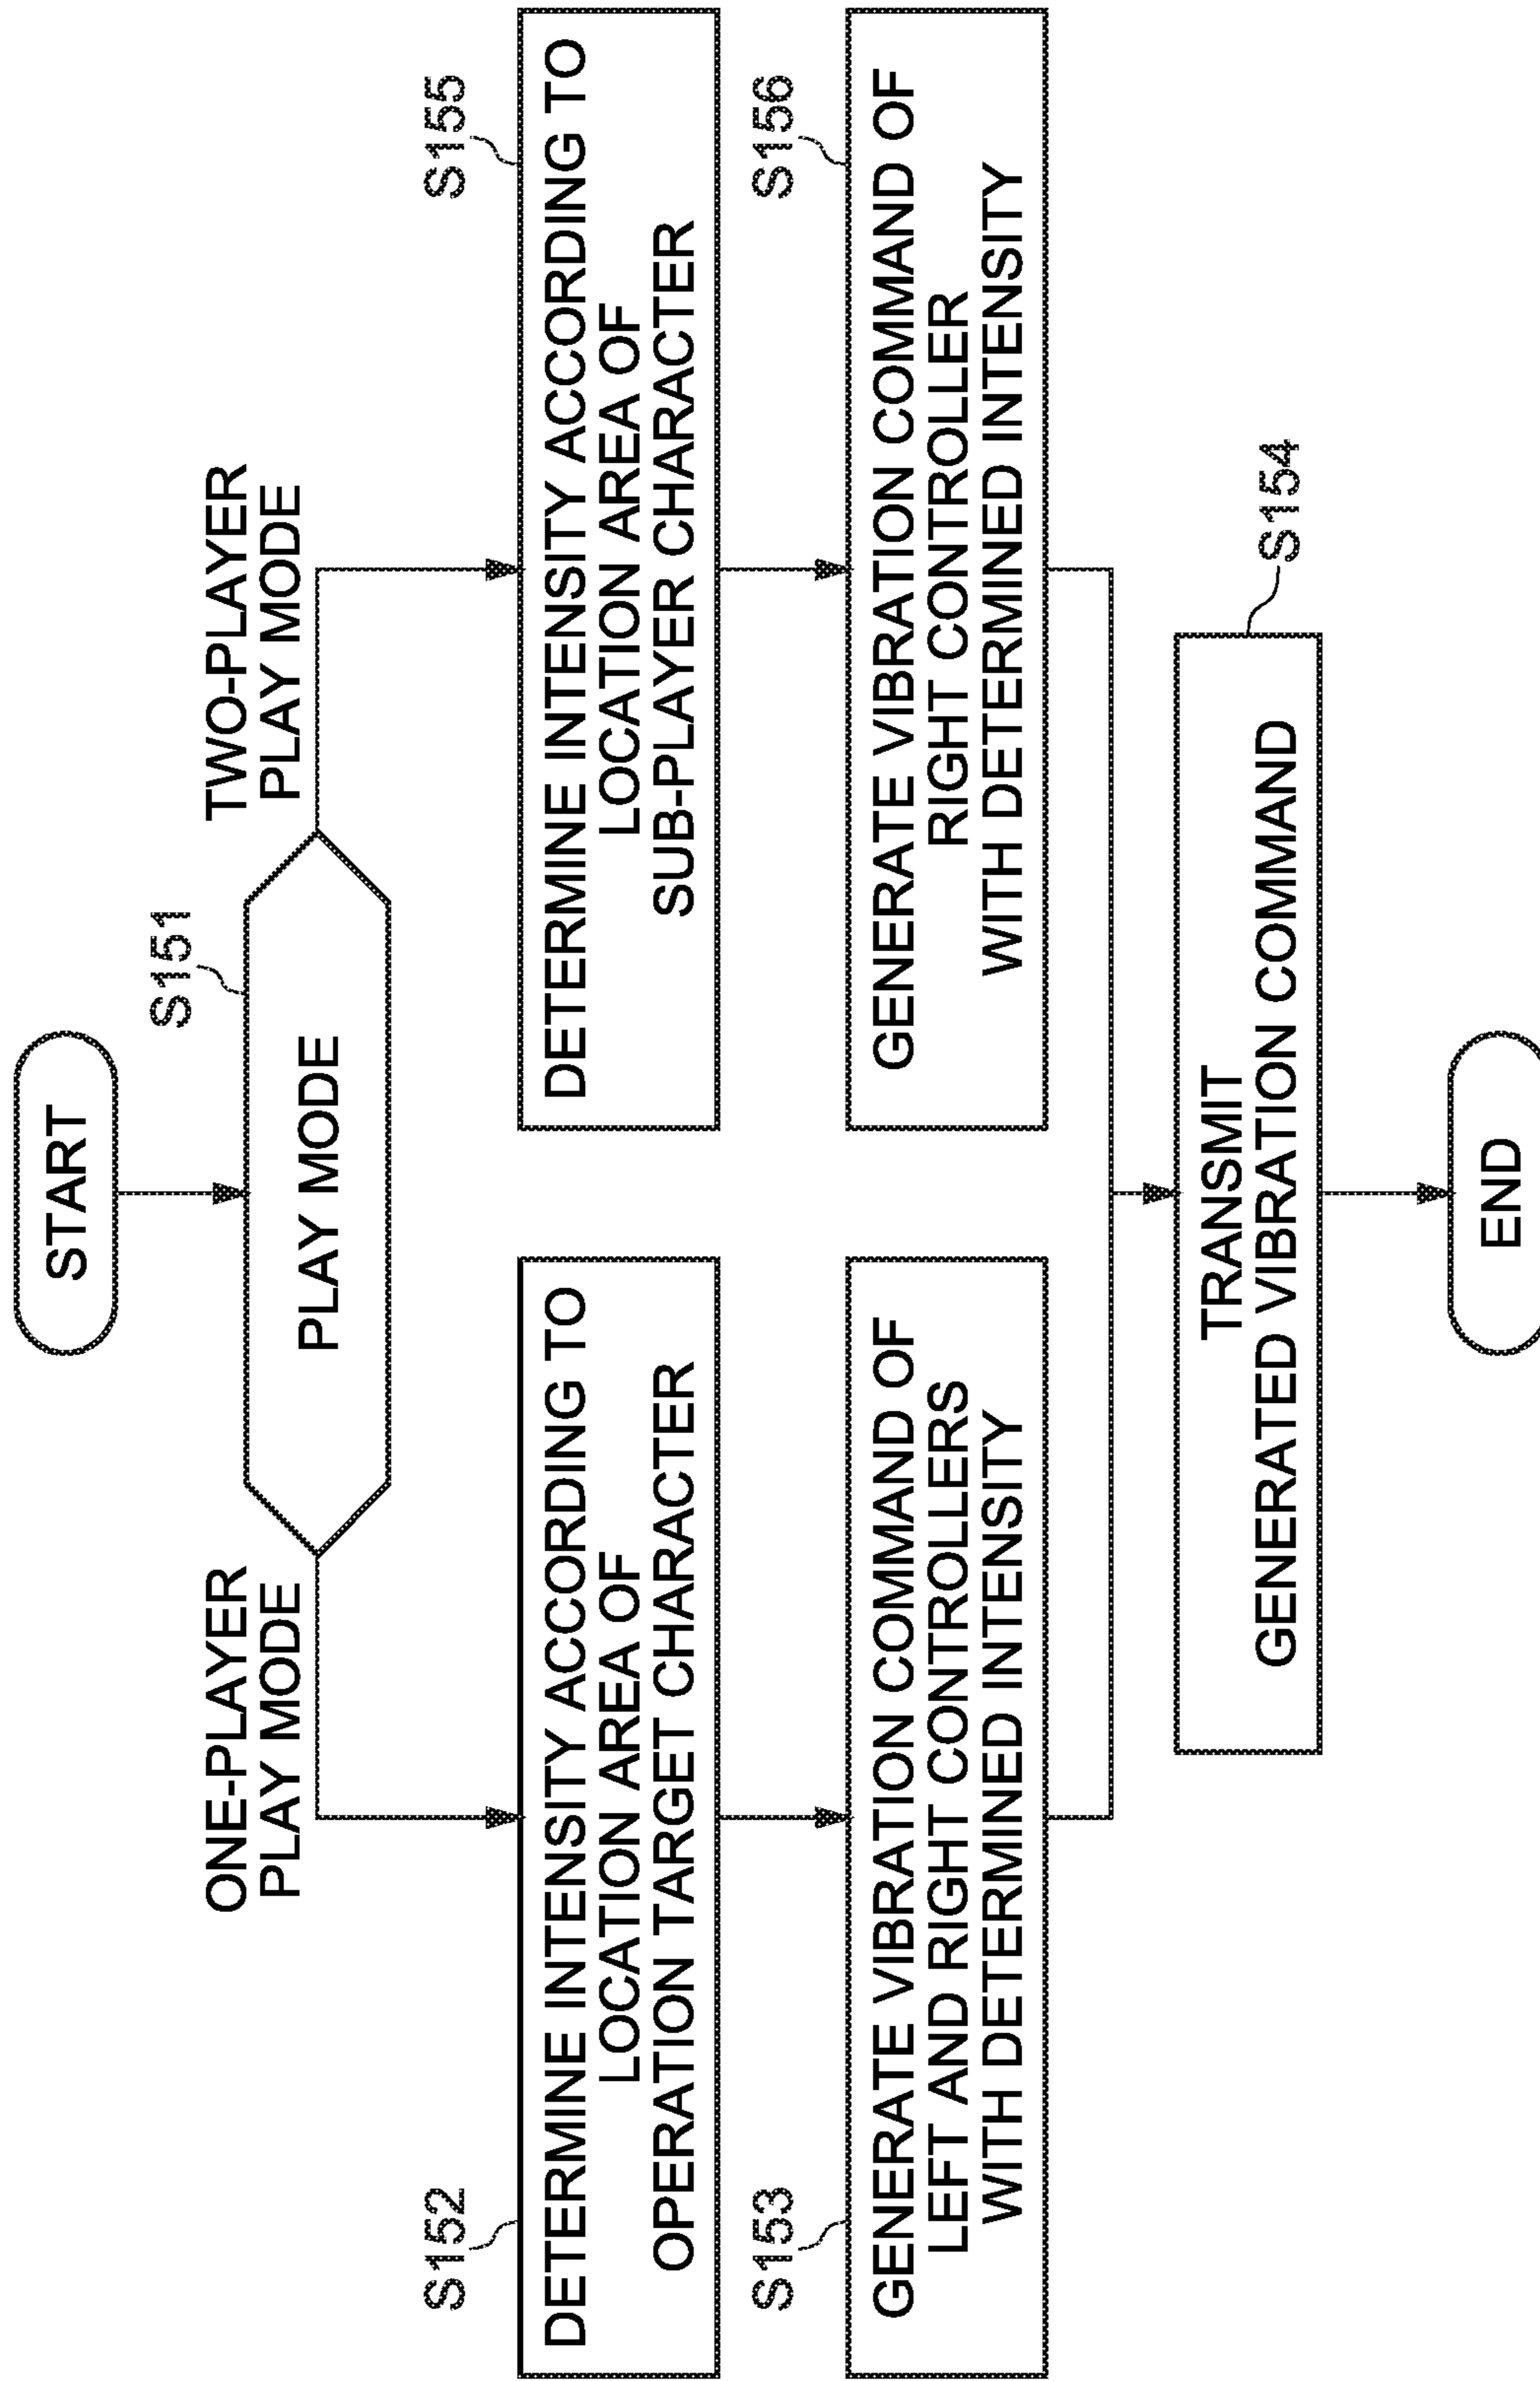 START
S151
PLAY MODE
ONE-PLAYER
PLAY MODE
TWO-PLAYER
PLAY MODE
S152
DETERMINE INTENSITY ACCORDING TO
LOCATION AREA OF
OPERATION TARGET CHARACTER
S155
DETERMINE INTENSITY ACCORDING TO
LOCATION AREA OF
SUB-PLAYER CHARACTER
S153
GENERATE VIBRATION COMMAND OF
LEFT AND RIGHT CONTROLLERS
WITH DETERMINED INTENSITY
S156
GENERATE VIBRATION COMMAND OF
RIGHT CONTROLLER
WITH DETERMINED INTENSITY
S154
TRANSMIT
GENERATED VIBRATION COMMAND
END